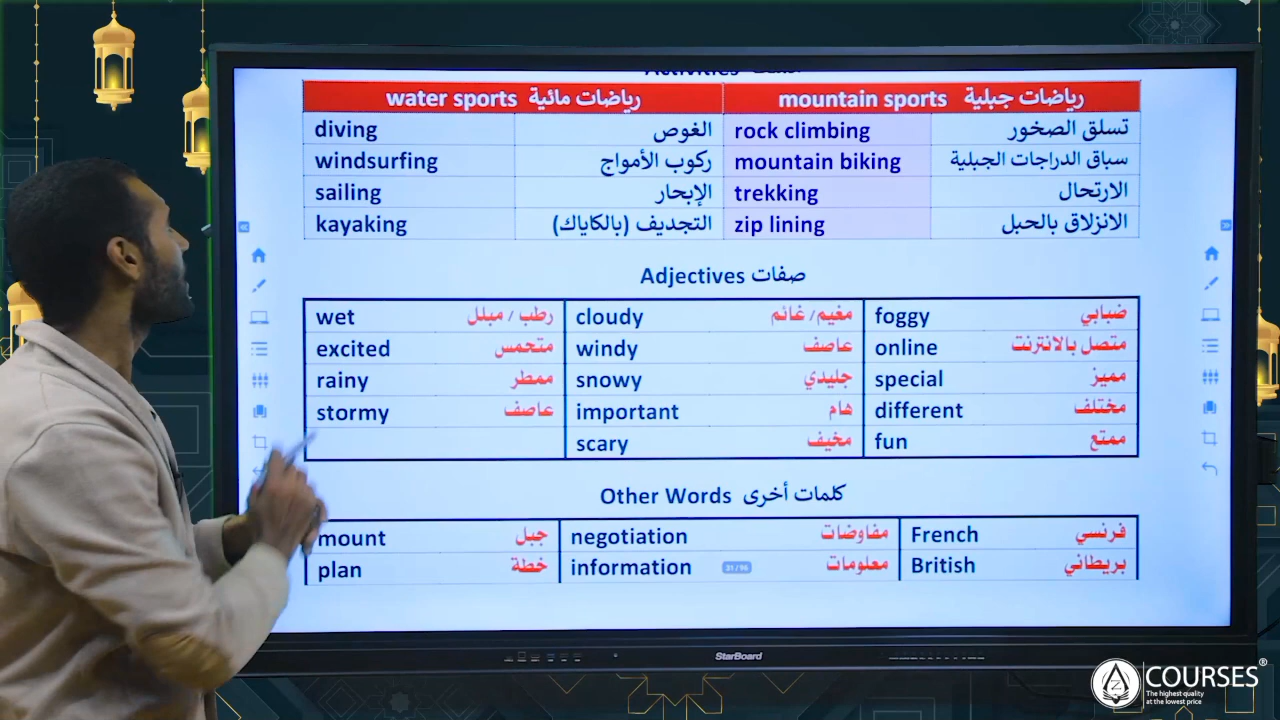 water sports رياضات مائية mountain sports رياضات جبلية
diving الغوص rock climbing تسلق الصخور
windsurfing ركوب الأمواج mountain biking سباق الدراجات الجبلية
sailing الإبحار trekking الارتحال
kayaking التجديف (بالكاياك) zip lining الانزلاق بالحبل
Adjectives صفات
wet رطب / مبلل cloudy مغيم/ غائم foggy ضبابي
excited متحمس windy عاصف online متصل بالانترنت
rainy ممطر snowy جليدي special مميز
stormy عاصف important هام different مختلف
scary مخيف fun ممتع
Other Words كلمات أخرى
mount جبل negotiation مفاوضات French فرنسي
plan خطة information معلومات British بريطاني
31/96
StarBoard
COURSES®
The highest quality
at the lowest price